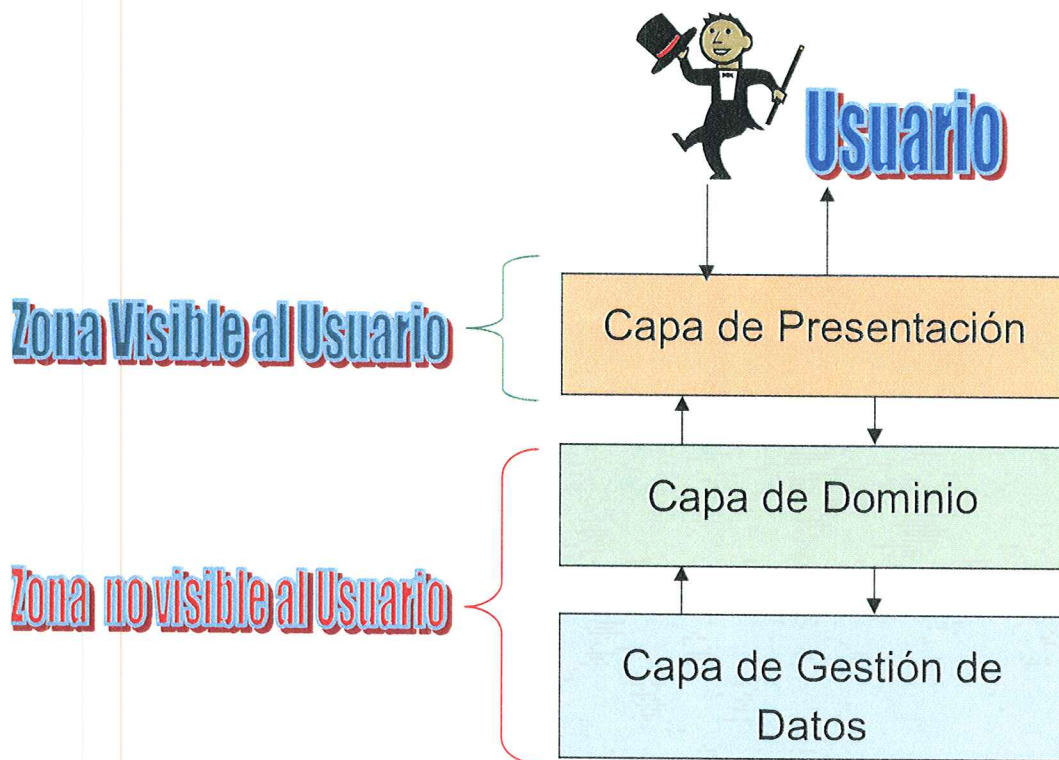 Usuario
Zona Visible al Usuario
Capa de Presentación
Capa de Dominio
Zona no visible al Usuario
Capa de Gestión de
Datos